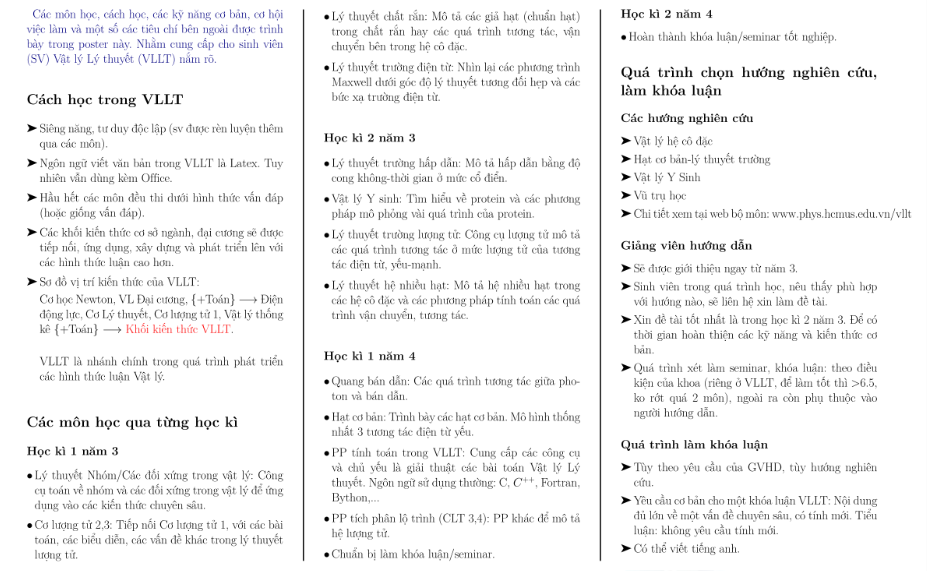 Các môn học, cách học, các kỹ năng cơ bản, cơ hội
việc làm và một số các tiêu chí bên ngoài được trình
bày trong poster này. Nhằm cung cấp cho sinh viên
(SV) Vật lý Lý thuyết (VLLT) nắm rõ.
Cách học trong VLLT
➤ Siêng năng, tư duy độc lập (sv được rèn luyện thêm
qua các môn).
➤ Ngôn ngữ viết văn bản trong VLLT là Latex. Tuy
nhiên vẫn dùng kèm Office.
➤ Hầu hết các môn đều thi dưới hình thức vấn đáp
(hoặc giống vấn đáp).
➤ Các khối kiến thức cơ sở ngành, đại cương sẽ được
tiếp nối, ứng dụng, xây dựng và phát triển lên với
các hình thức luận cao hơn.
➤ Sơ đồ vị trí kiến thức của VLLT:
Cơ học Newton, VL Đại cương, {+Toán} ⟶ Điện
động lực, Cơ Lý thuyết, Cơ lượng tử 1, Vật lý thống
kê {+Toán} ⟶ Khối kiến thức VLLT.
VLLT là nhánh chính trong quá trình phát triển
các hình thức luận Vật lý.
Các môn học qua từng học kì
Học kì 1 năm 3
● Lý thuyết Nhóm/Các đối xứng trong vật lý: Công
cụ toán về nhóm và các đối xứng trong vật lý để ứng
dụng vào các kiến thức chuyên sâu.
● Cơ lượng tử 2,3: Tiếp nối Cơ lượng tử 1, với các bài
toán, các biểu diễn, các vấn đề khác trong lý thuyết
lượng tử.
● Lý thuyết chất rắn: Mô tả các giả hạt (chuẩn hạt)
trong chất rắn hay các quá trình tương tác, vận
chuyển bên trong hệ cô đặc.
● Lý thuyết trường điện từ: Nhìn lại các phương trình
Maxwell dưới góc độ lý thuyết tương đối hẹp và các
bức xạ trường điện từ.
Học kì 2 năm 3
● Lý thuyết trường hấp dẫn: Mô tả hấp dẫn bằng độ
cong không-thời gian ở mức cổ điển.
● Vật lý Y sinh: Tìm hiểu về protein và các phương
pháp mô phỏng vài quá trình của protein.
● Lý thuyết trường lượng tử: Công cụ lượng tử mô tả
các quá trình tương tác ở mức lượng tử của tương
tác điện từ, yếu-mạnh.
● Lý thuyết hệ nhiều hạt: Mô tả hệ nhiều hạt trong
các hệ cô đặc và các phương pháp tính toán các quá
trình vận chuyển, tương tác.
Học kì 1 năm 4
● Quang bán dẫn: Các quá trình tương tác giữa pho-
ton và bán dẫn.
● Hạt cơ bản: Trình bày các hạt cơ bản. Mô hình thống
nhất 3 tương tác điện từ yếu.
● PP tính toán trong VLLT: Cung cấp các công cụ
và chủ yếu là giải thuật các bài toán Vật lý Lý
thuyết. Ngôn ngữ sử dụng thường: C, C++, Fortran,
Bython,...
● PP tích phân lộ trình (CLT 3,4): PP khác để mô tả
hệ lượng tử.
● Chuẩn bị làm khóa luận/seminar.
Học kì 2 năm 4
● Hoàn thành khóa luận/seminar tốt nghiệp.
Quá trình chọn hướng nghiên cứu,
làm khóa luận
Các hướng nghiên cứu
➤ Vật lý hệ cô đặc
➤ Hạt cơ bản-lý thuyết trường
➤ Vật lý Y Sinh
➤ Vũ trụ học
➤ Chi tiết xem tại web bộ môn: www.phys.hcmus.edu.vn/vllt
Giảng viên hướng dẫn
➤ Sẽ được giới thiệu ngay từ năm 3.
➤ Sinh viên trong quá trình học, nếu thấy phù hợp
với hướng nào, sẽ liên hệ xin làm đề tài.
➤ Xin đề tài tốt nhất là trong học kì 2 năm 3. Để có
thời gian hoàn thiện các kỹ năng và kiến thức cơ
bản.
➤ Quá trình xét làm seminar, khóa luận: theo điều
kiện của khoa (riêng ở VLLT, để làm tốt thì >6.5,
ko rớt quá 2 môn), ngoài ra còn phụ thuộc vào
người hướng dẫn.
Quá trình làm khóa luận
➤ Tùy theo yêu cầu của GVHD, tùy hướng nghiên
cứu.
➤ Yêu cầu cơ bản cho một khóa luận VLLT: Nội dung
đủ lớn về một vấn đề chuyên sâu, có tính mới. Tiểu
luận: không yêu cầu tính mới.
➤ Có thể viết tiếng anh.